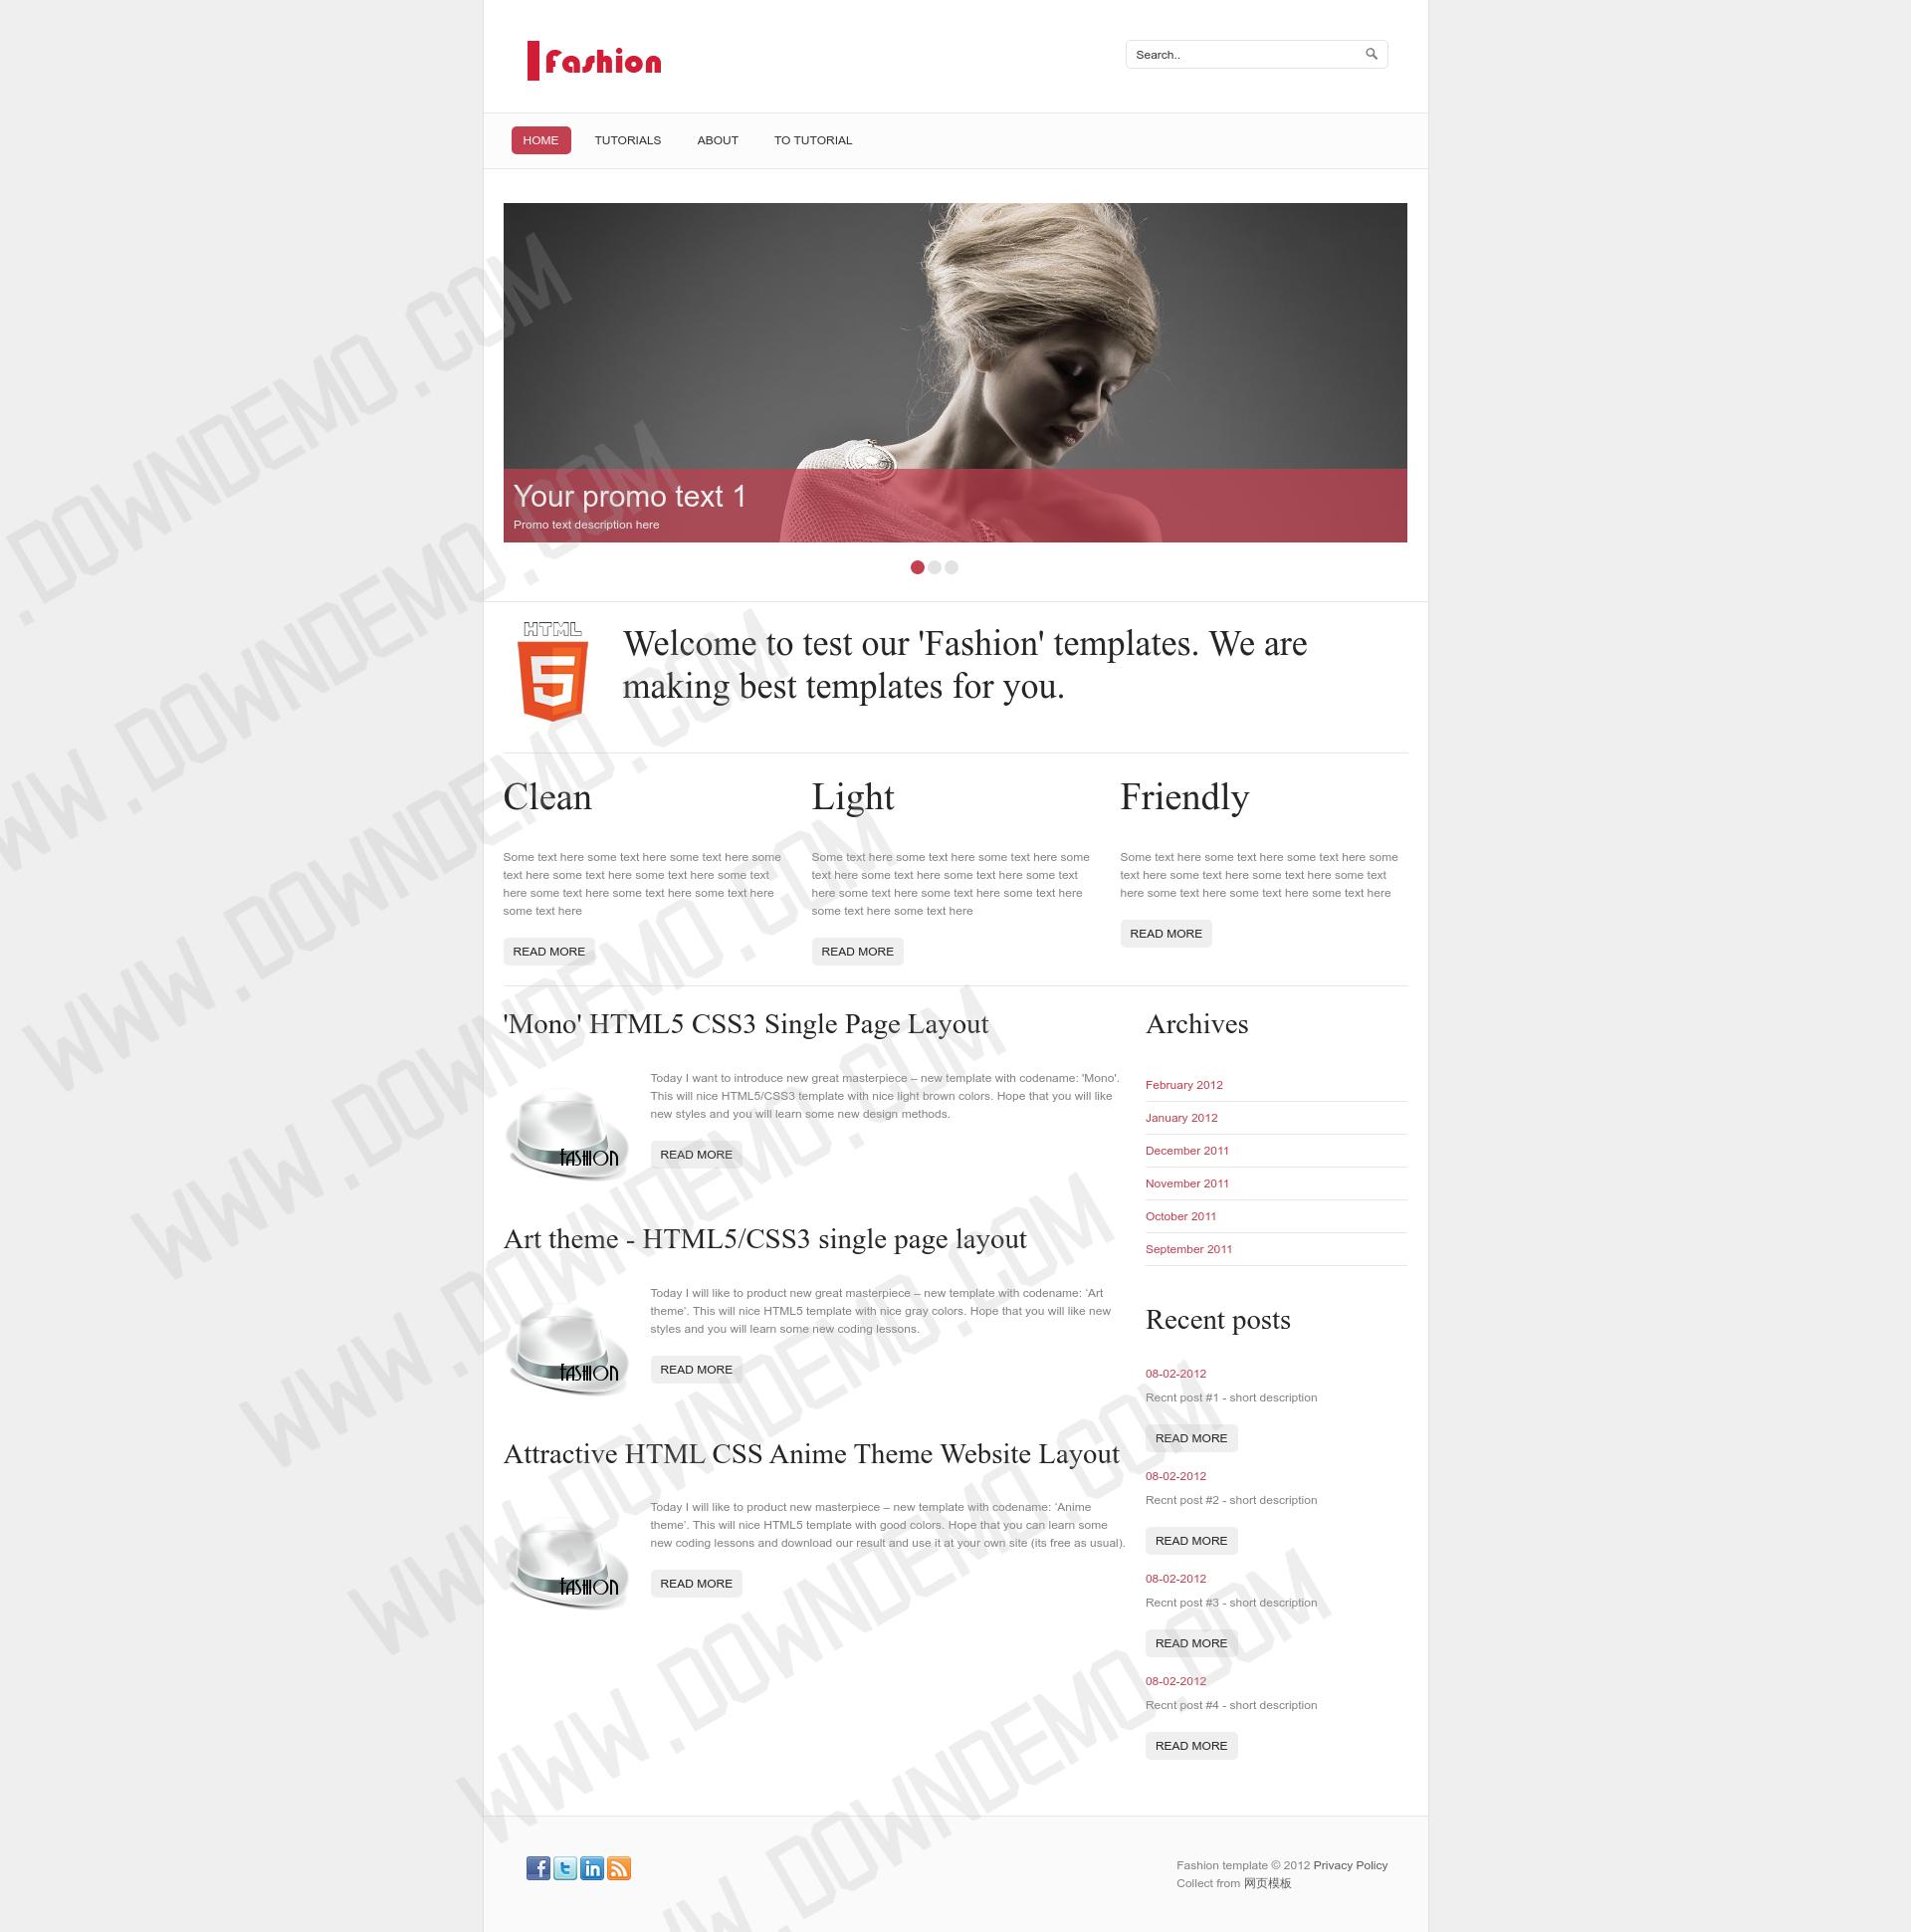 Fashion
Search..
HOME
TUTORIALS
ABOUT
TO TUTORIAL
Your promo text 1
Promo text description here
HTML
5
Welcome to test our 'Fashion' templates. We are
making best templates for you.
Clean
Some text here some text here some text here some
text here some text here some text here some text
here some text here some text here some text here
some text here
READ MORE
Light
Some text here some text here some text here some
text here some text here some text here some text
here some text here some text here some text here
some text here some text here
READ MORE
Friendly
Some text here some text here some text here some
text here some text here some text here some text
here some text here some text here some text here
READ MORE
'Mono' HTML5 CSS3 Single Page Layout
FASHION
Today I want to introduce new great masterpiece – new template with codename: 'Mono'.
This will nice HTML5/CSS3 template with nice light brown colors. Hope that you will like
new styles and you will learn some new design methods.
READ MORE
Art theme - HTML5/CSS3 single page layout
FASHION
Today I will like to product new great masterpiece – new template with codename: ‘Art
theme’. This will nice HTML5 template with nice gray colors. Hope that you will like new
styles and you will learn some new coding lessons.
READ MORE
Attractive HTML CSS Anime Theme Website Layout
FASHION
Today I will like to product new masterpiece – new template with codename: ‘Anime
theme’. This will nice HTML5 template with good colors. Hope that you can learn some
new coding lessons and download our result and use it at your own site (its free as usual).
READ MORE
Archives
February 2012
January 2012
December 2011
November 2011
October 2011
September 2011
Recent posts
08-02-2012
Recnt post #1 - short description
READ MORE
08-02-2012
Recnt post #2 - short description
READ MORE
08-02-2012
Recnt post #3 - short description
READ MORE
08-02-2012
Recnt post #4 - short description
READ MORE
f
t
in
Fashion template © 2012 Privacy Policy
Collect from 网页模板
.DOWNDEMO.COM
WW.DOWNDEMO.COM
WWW.DOWNDEMO.COM
WWW.DOWNDEMO.COM
WWW.DOWNDEMO.COM
WWW.DOWNDEMO.COM
WWW.DOWNDEMO.COM
WW.DOWNDEMO.COM